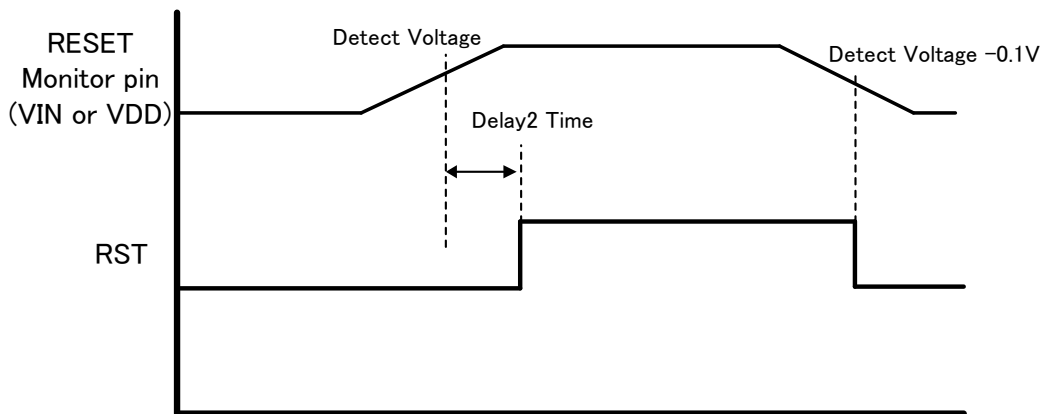 RESET
Monitor pin
(VIN or VDD)
Detect Voltage
Detect Voltage -0.1V
Delay2 Time
RST